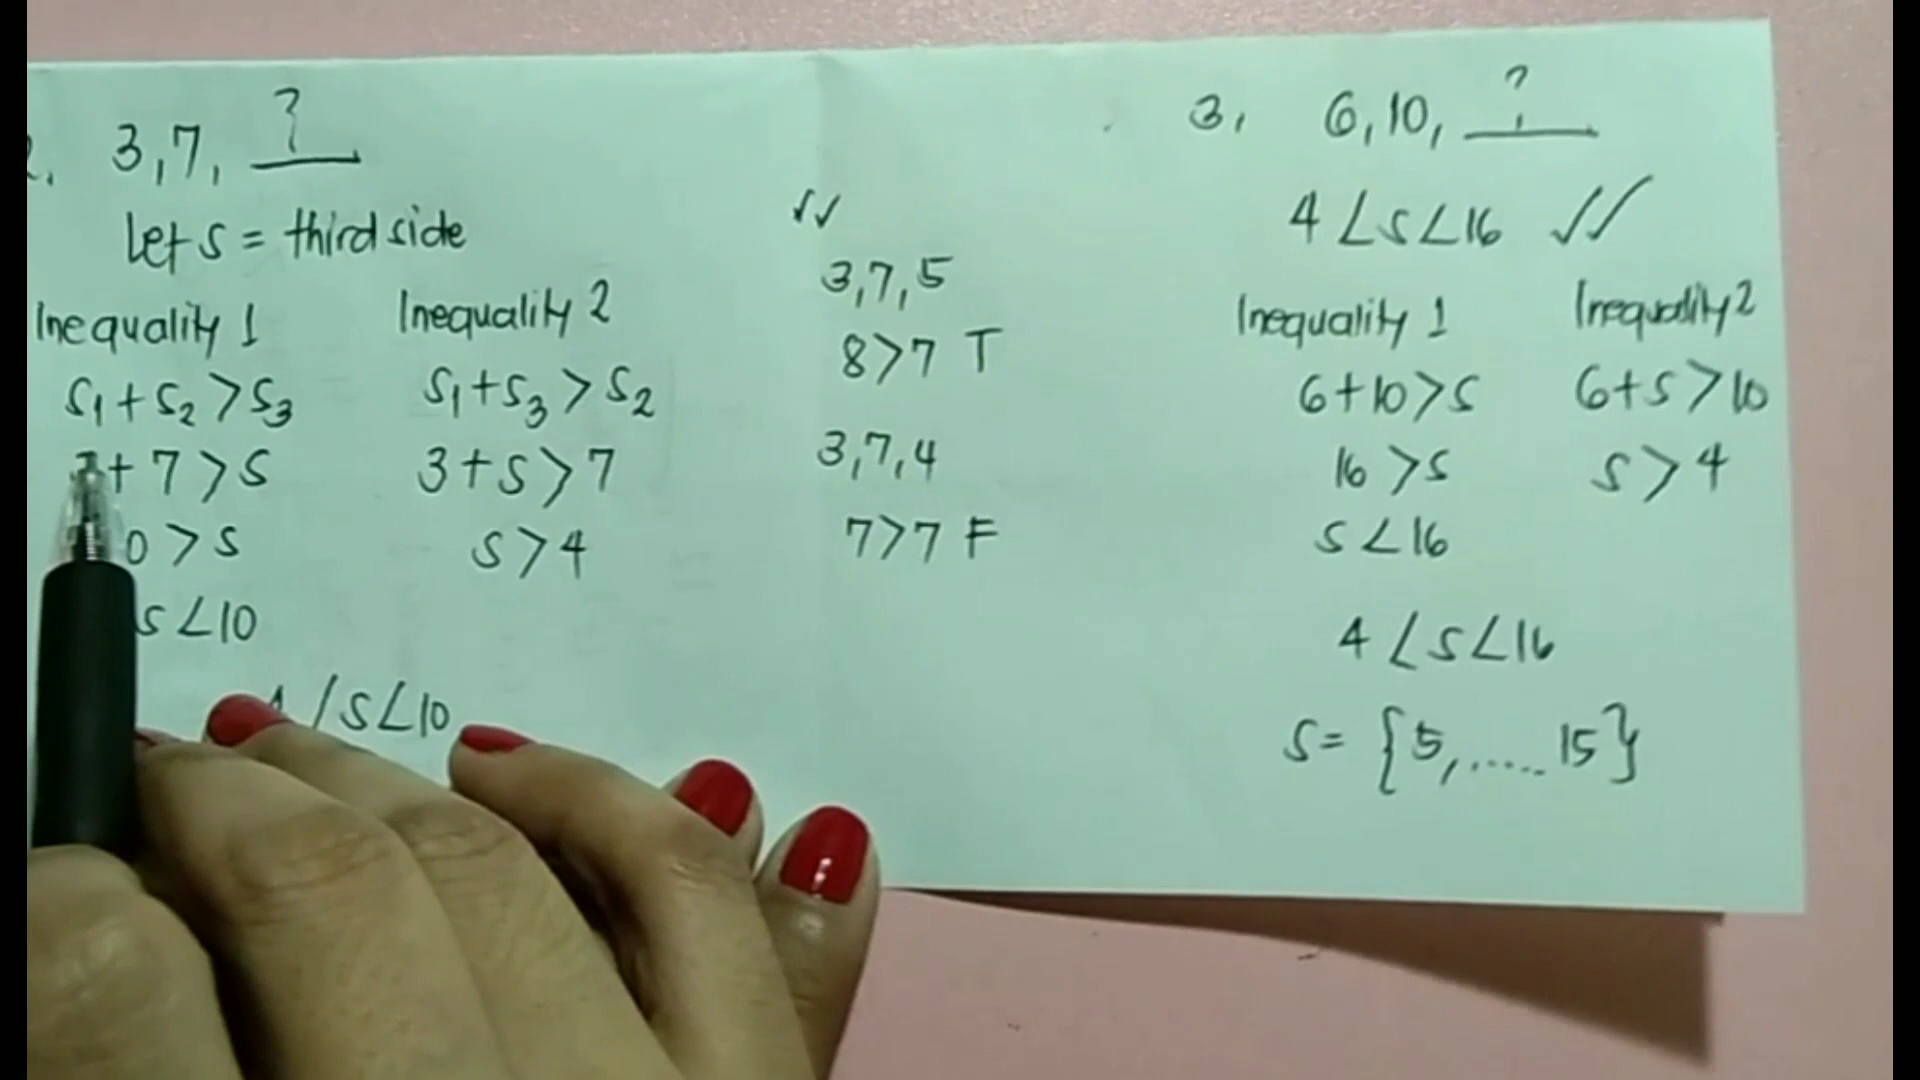 3,7, ?
Let s = third side
Inequality 1
S₁+S₂>S₃
+ 7 > S
0 > S
S<10
Inequality 2
S₁+S₃>S₂
3+S>7
S>4
<S<10
✓✓
3,7,5
8>7 T
3,7,4
7>7 F
3. 6,10, ?
4<S<16 ✓✓
Inequality 1
6+10>S
16>S
S<16
Inequality 2
6+S>10
S>4
4<S<16
S= {5,..... 15}